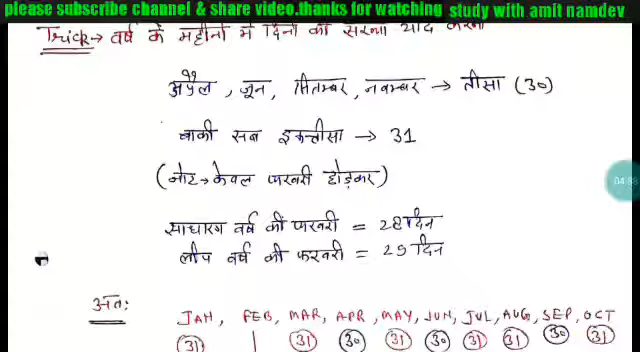 please subscribe channel & share video.thanks for watching study with amit namdev
Trick→ वर्ष के महीनो में दिनों की संख्या याद करना
अप्रैल, जून, सितम्बर, नवम्बर → तीसा (30)
बाकी सब इकत्तीसा → 31
(नोट→ केवल फरवरी छोड़कर)
साधारण वर्ष की फरवरी = 28 दिन
लीप वर्ष की फरवरी = 29 दिन
अतः
JAN, FEB, MAR, APR, MAY, JUN, JUL, AUG, SEP, OCT
31 31 30 31 30 31 31 30 31